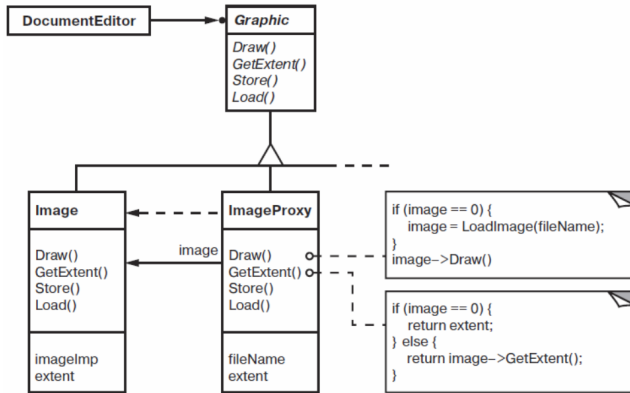 DocumentEditor
Graphic
Draw()
GetExtent()
Store()
Load()
Image
Draw()
GetExtent()
Store()
Load()
imageImp
extent
image
ImageProxy
Draw()
GetExtent()
Store()
Load()
fileName
extent
if (image == 0) {
image = LoadImage(fileName);
}
image->Draw()
if (image == 0) {
return extent;
} else {
return image->GetExtent();
}